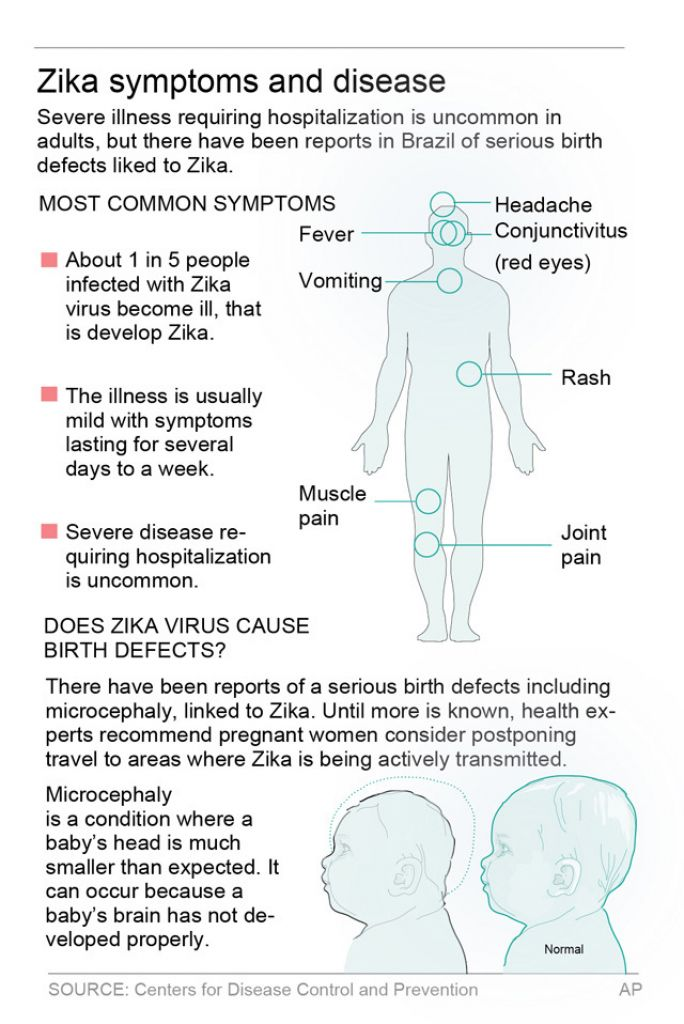 Zika symptoms and disease
Severe illness requiring hospitalization is uncommon in
adults, but there have been reports in Brazil of serious birth
defects liked to Zika.
MOST COMMON SYMPTOMS
About 1 in 5 people
infected with Zika
virus become ill, that
is develop Zika.
The illness is usually
mild with symptoms
lasting for several
days to a week.
Severe disease re-
quiring hospitalization
is uncommon.
Headache
Fever
Conjunctivitus
(red eyes)
Vomiting
Rash
Muscle
pain
Joint
pain
DOES ZIKA VIRUS CAUSE
BIRTH DEFECTS?
There have been reports of a serious birth defects including
microcephaly, linked to Zika. Until more is known, health ex-
perts recommend pregnant women consider postponing
travel to areas where Zika is being actively transmitted.
Microcephaly
is a condition where a
baby's head is much
smaller than expected. It
can occur because a
baby's brain has not de-
veloped properly.
Normal
SOURCE: Centers for Disease Control and Prevention
AP